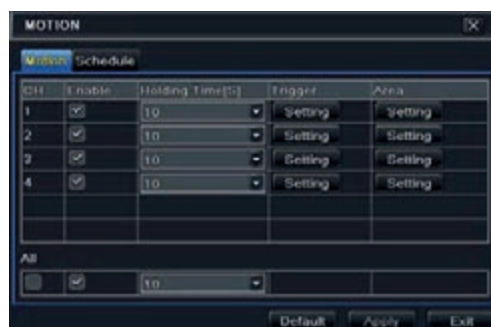 MOTION
Motion Schedule
CH Enable Holding Time[S] Trigger Area
1 10 Setting Setting
2 10 Setting Setting
3 10 Setting Setting
4 10 Setting Setting
All
10
Default Apply Exit